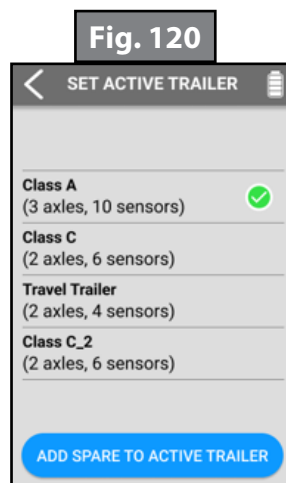 Fig. 120
SET ACTIVE TRAILER
Class A
(3 axles, 10 sensors)
Class C
(2 axles, 6 sensors)
Travel Trailer
(2 axles, 4 sensors)
Class C_2
(2 axles, 6 sensors)
ADD SPARE TO ACTIVE TRAILER